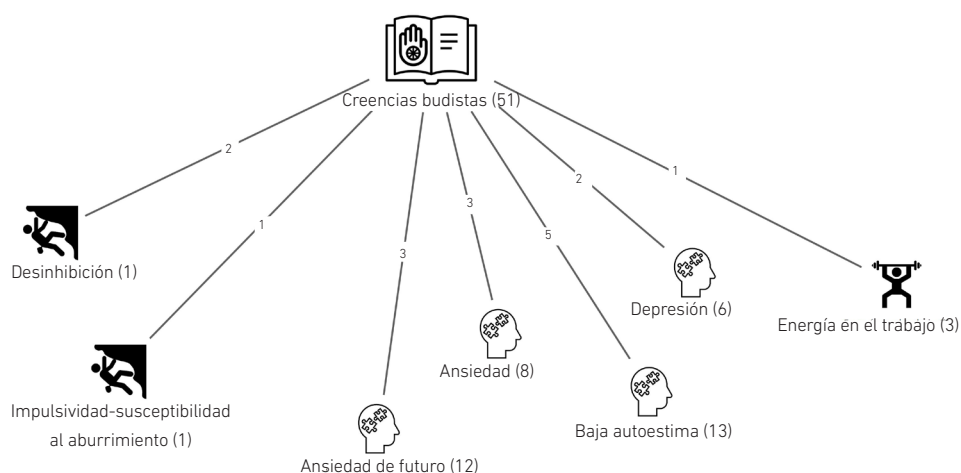 Creencias budistas (51)
2
1
3
3
5
2
1
Desinhibición (1)
Impulsividad-susceptibilidad
al aburrimiento (1)
Ansiedad de futuro (12)
Ansiedad (8)
Baja autoestima (13)
Depresión (6)
Energía en el trabajo (3)